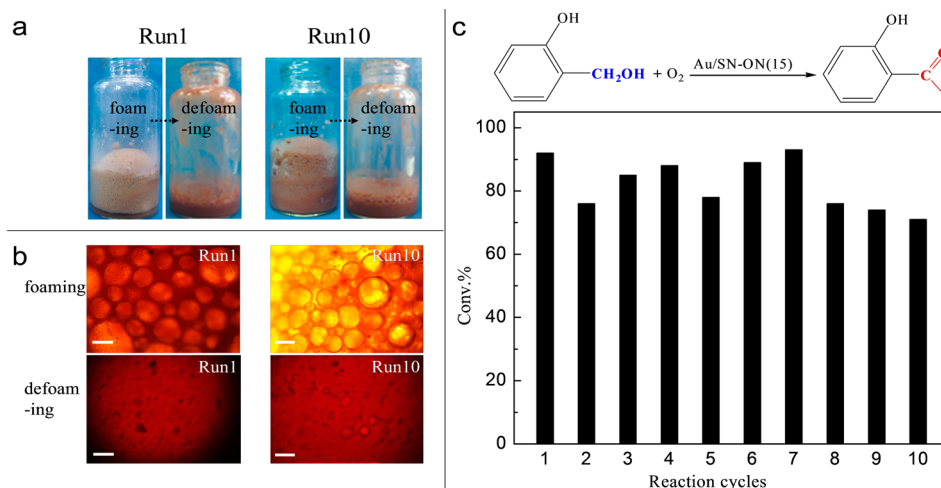 a
Run1
Run10
foam
-ing
defoam
-ing
foam
-ing
defoam
-ing
b
foaming
Run1
Run10
defoam
-ing
Run1
Run10
c
OH
CH2OH
+ O2
Au/SN-ON(15)
OH
C
Conv.%
100
80
60
40
20
0
1 2 3 4 5 6 7 8 9 10
Reaction cycles